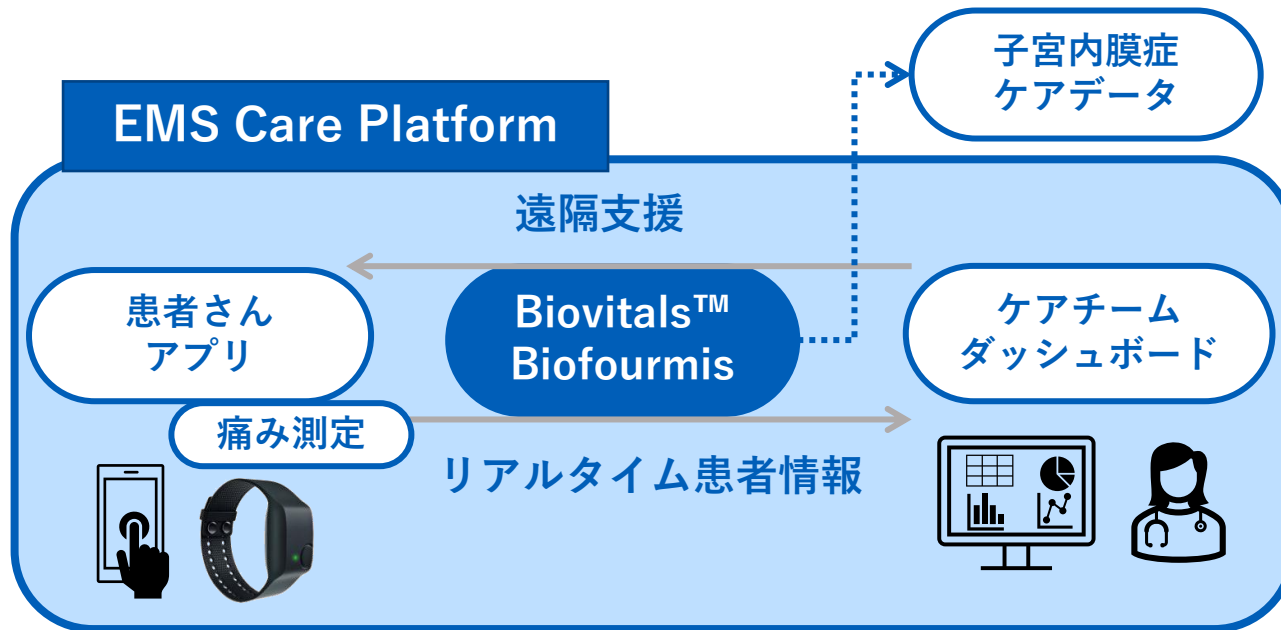 子宮内膜症
ケアデータ
EMS Care Platform
遠隔支援
患者さん
アプリ
Biovitals™
Biofourmis
ケアチーム
ダッシュボード
痛み測定
リアルタイム患者情報